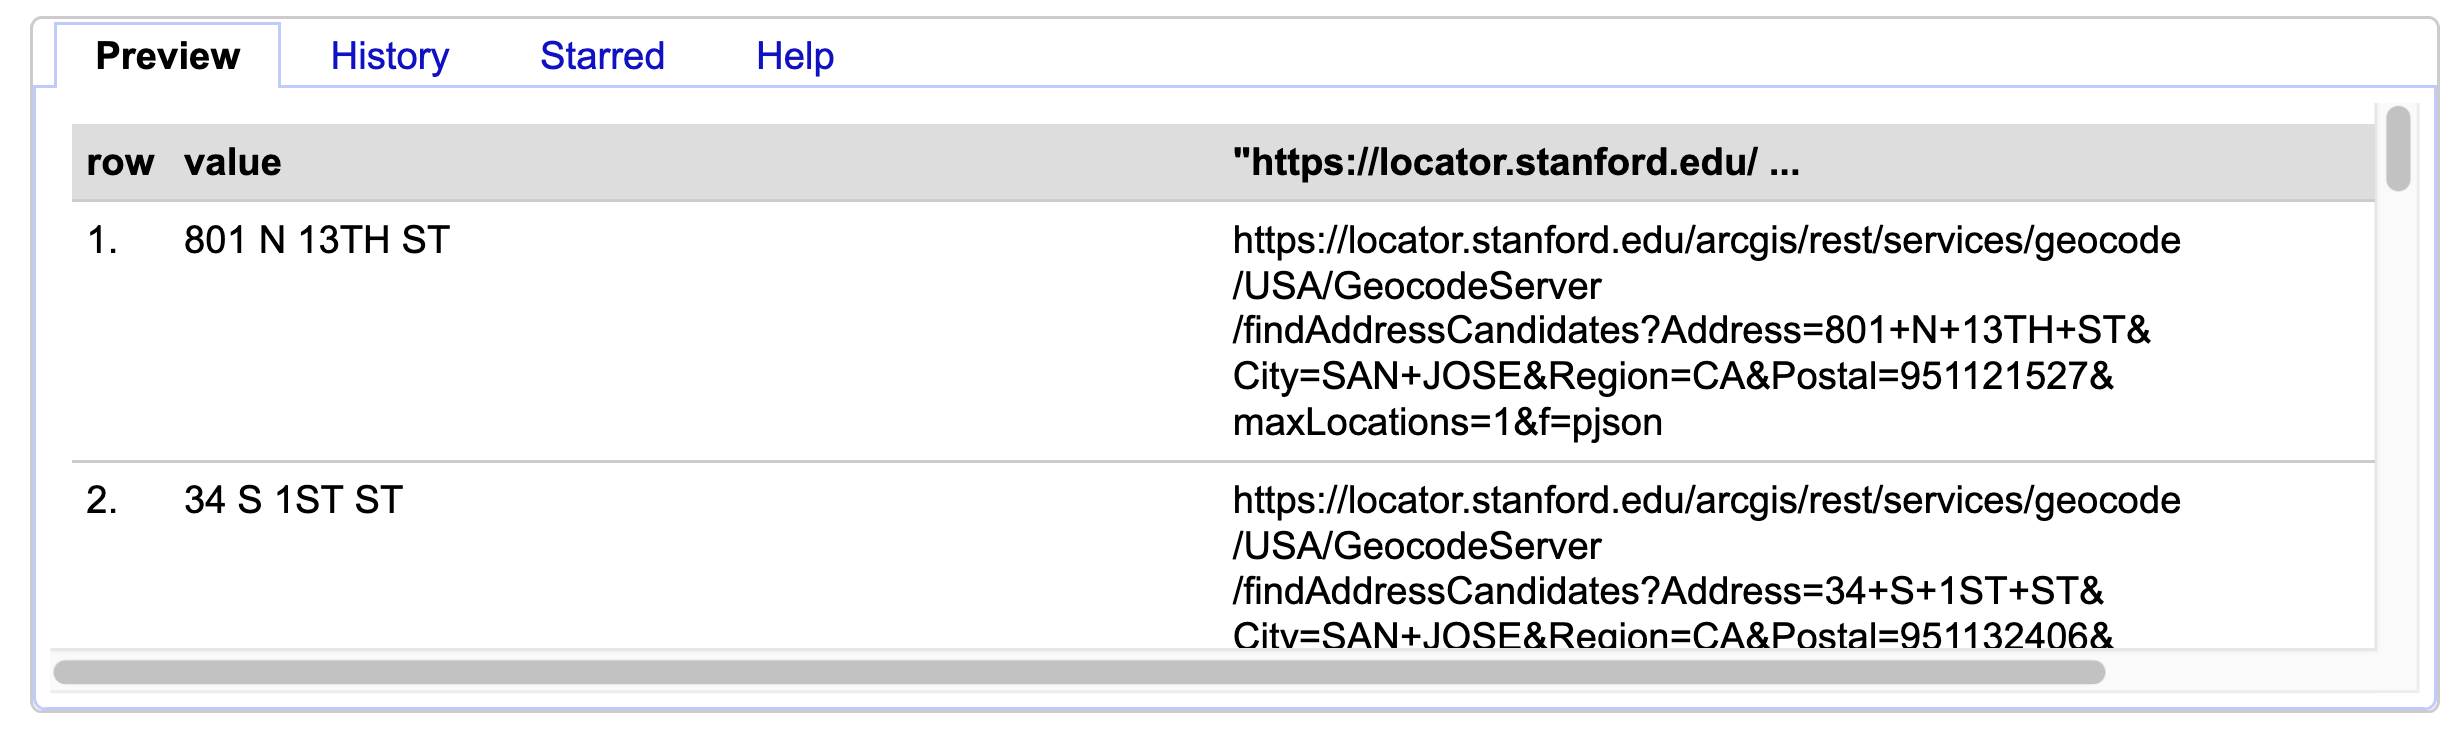 Preview History Starred Help
row value "https://locator.stanford.edu/ ...
1. 801 N 13TH ST https://locator.stanford.edu/arcgis/rest/services/geocode
/USA/GeocodeServer
/findAddressCandidates?Address=801+N+13TH+ST&
City=SAN+JOSE&Region=CA&Postal=951121527&
maxLocations=1&f=pjson
2. 34 S 1ST ST https://locator.stanford.edu/arcgis/rest/services/geocode
/USA/GeocodeServer
/findAddressCandidates?Address=34+S+1ST+ST&
City=SAN+JOSE&Region=CA&Postal=951132406&